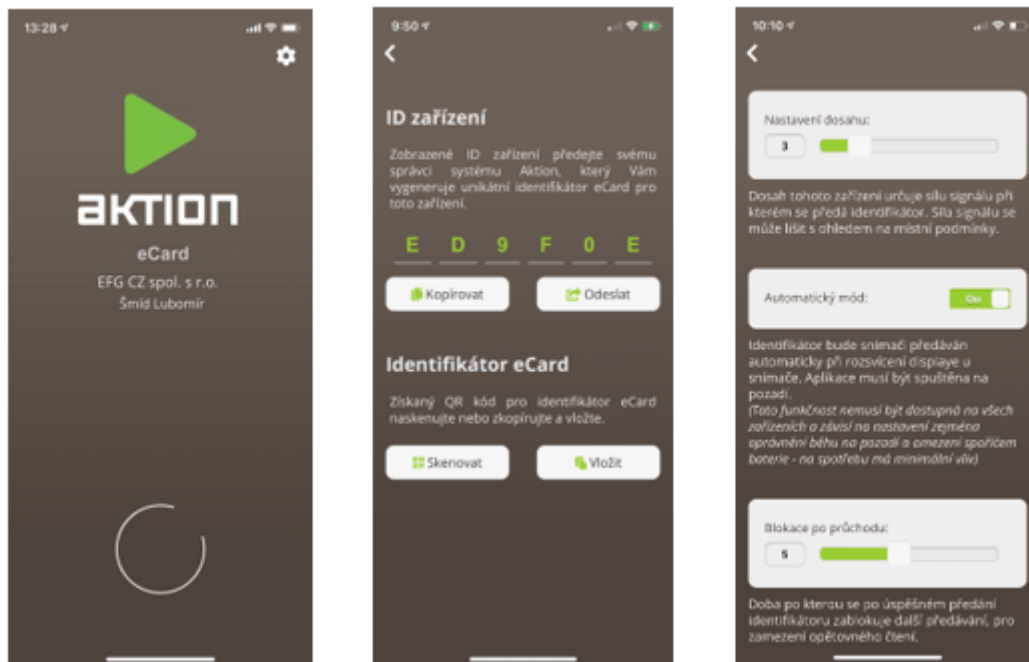 13:28
aktion
eCard
EFG CZ spol. s r.o.
Šmíd Lubomír
9:50
ID zařízení
Zobrazené ID zařízení předejte svému
správci systému Aktion, který Vám
vygeneruje unikátní identifikátor eCard pro
toto zařízení.
E D 9 F 0 E
Kopírovat Odeslat
Identifikátor eCard
Získaný QR kód pro identifikátor eCard
naskenujte nebo zkopírujte a vložte.
Skenovat Vložit
10:10
Nastavení dosahu:
3
Dosah tohoto zařízení určuje sílu signálu při
kterém se předá identifikátor. Síla signálu se
může lišit s ohledem na místní podmínky.
Automatický mód: On
Identifikátor bude snímači předáván
automaticky při rozsvícení displaye u
snímače. Aplikace musí být spuštěna na
pozadí.
(Tato funkčnost nemusí být dostupná na všech
zařízeních a závisí na nastavení zejména
oprávnění běhu na pozadí a omezení spořičem
baterie - na spotřebu má minimální vliv)
Blokace po průchodu:
5
Doba po kterou se po úspěšném předání
identifikátoru zablokuje další předávání, pro
zamezení opětovného čtení.